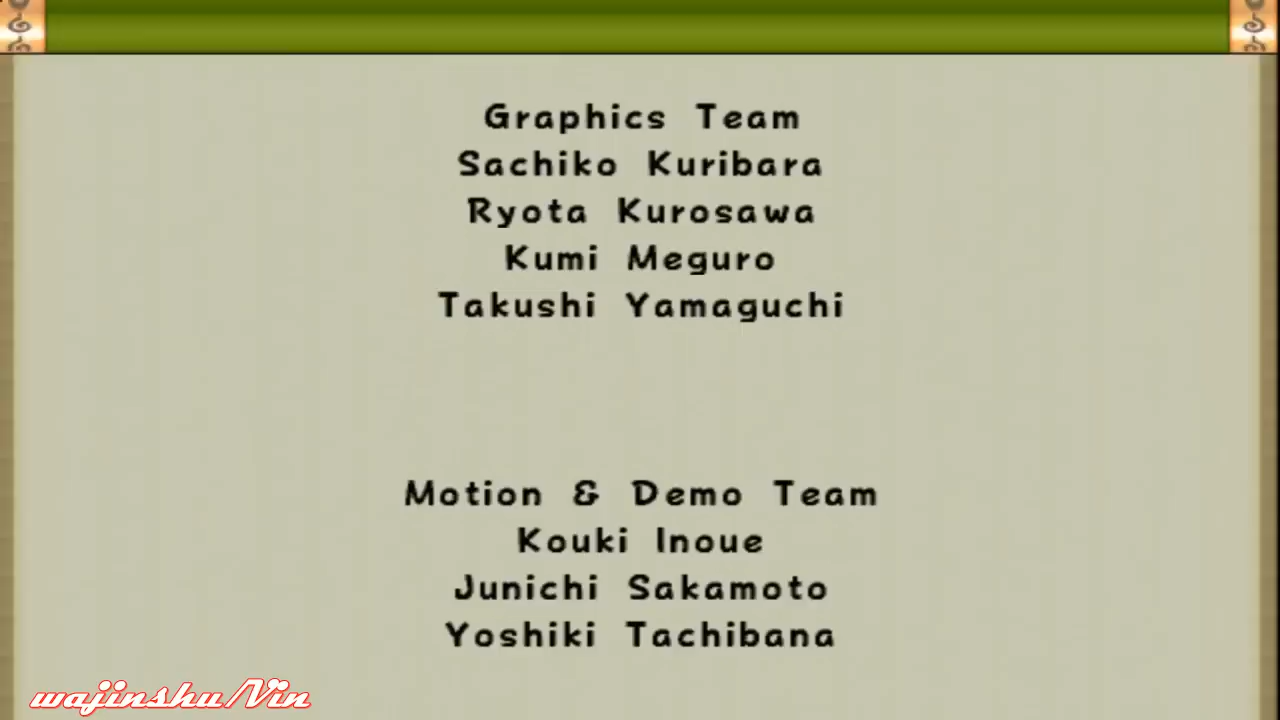 Graphics Team
Sachiko Kuribara
Ryota Kurosawa
Kumi Meguro
Takushi Yamaguchi
Motion & Demo Team
Kouki Inoue
Junichi Sakamoto
Yoshiki Tachibana
wajinshu/Vin